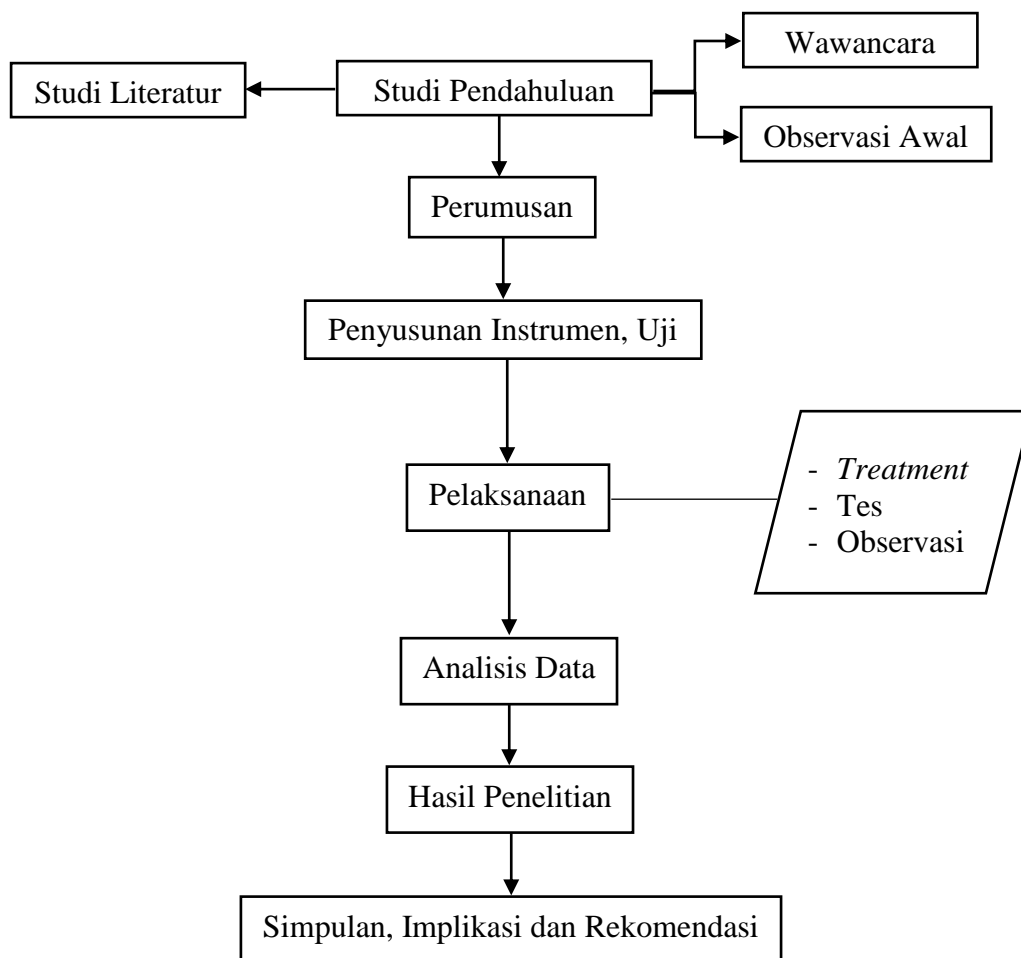 Wawancara
Studi Literatur
Studi Pendahuluan
Observasi Awal
Perumusan
Penyusunan Instrumen, Uji
Pelaksanaan
- Treatment
- Tes
- Observasi
Analisis Data
Hasil Penelitian
Simpulan, Implikasi dan Rekomendasi